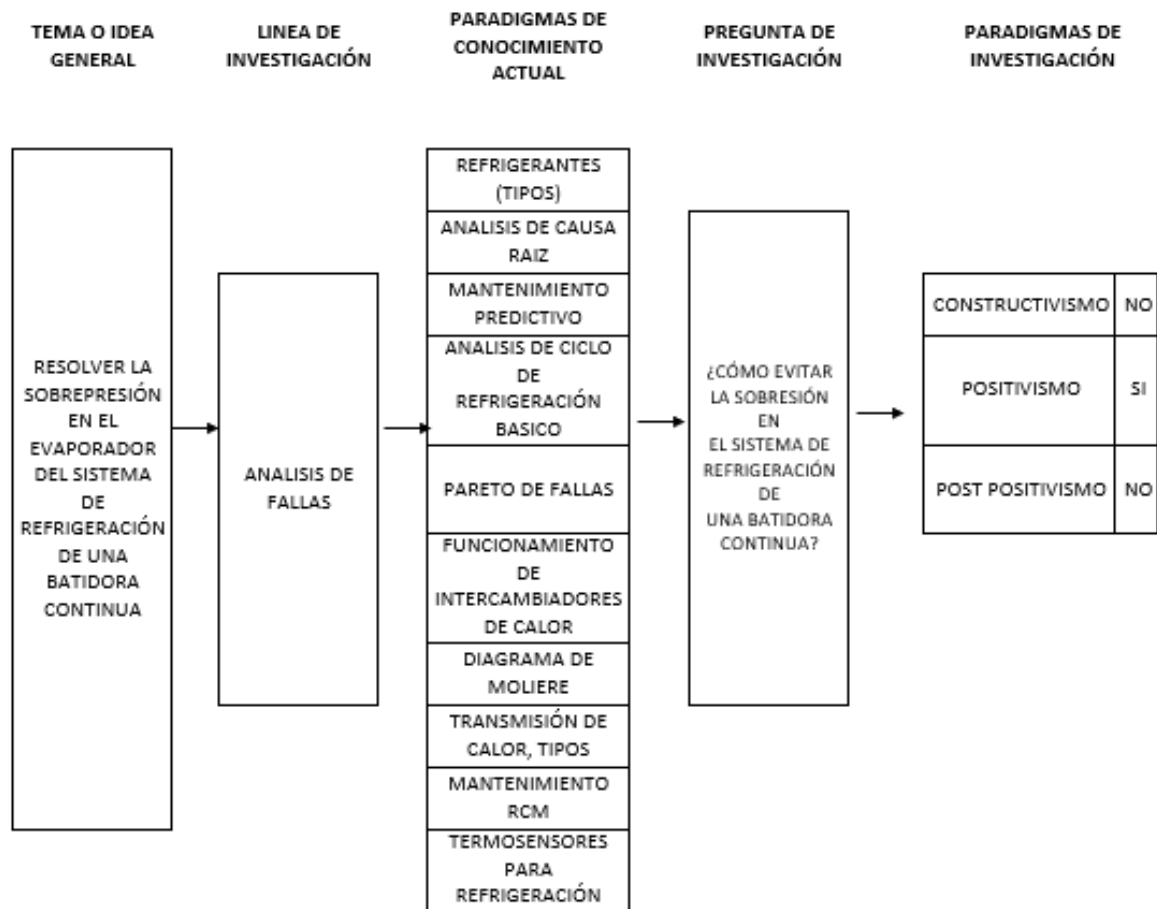 TEMA O IDEA
GENERAL
LINEA DE
INVESTIGACIÓN
PARADIGMAS DE
CONOCIMIENTO
ACTUAL
PREGUNTA DE
INVESTIGACIÓN
PARADIGMAS DE
INVESTIGACIÓN
RESOLVER LA
SOBREPRESIÓN
EN EL
EVAPORADOR
DEL SISTEMA
DE
REFRIGERACIÓN
DE UNA
BATIDORA
CONTINUA
ANALISIS DE
FALLAS
REFRIGERANTES
(TIPOS)
ANALISIS DE CAUSA
RAIZ
MANTENIMIENTO
PREDICTIVO
ANALISIS DE CICLO
DE
REFRIGERACIÓN
BASICO
PARETO DE FALLAS
FUNCIONAMIENTO
DE
INTERCAMBIADORES
DE CALOR
DIAGRAMA DE
MOLIERE
TRANSMISIÓN DE
CALOR, TIPOS
MANTENIMIENTO
RCM
TERMOSENSORES
PARA
REFRIGERACIÓN
¿CÓMO EVITAR
LA SOBRESIÓN
EN
EL SISTEMA DE
REFRIGERACIÓN
DE
UNA BATIDORA
CONTINUA?
CONSTRUCTIVISMO NO
POSITIVISMO SI
POST POSITIVISMO NO